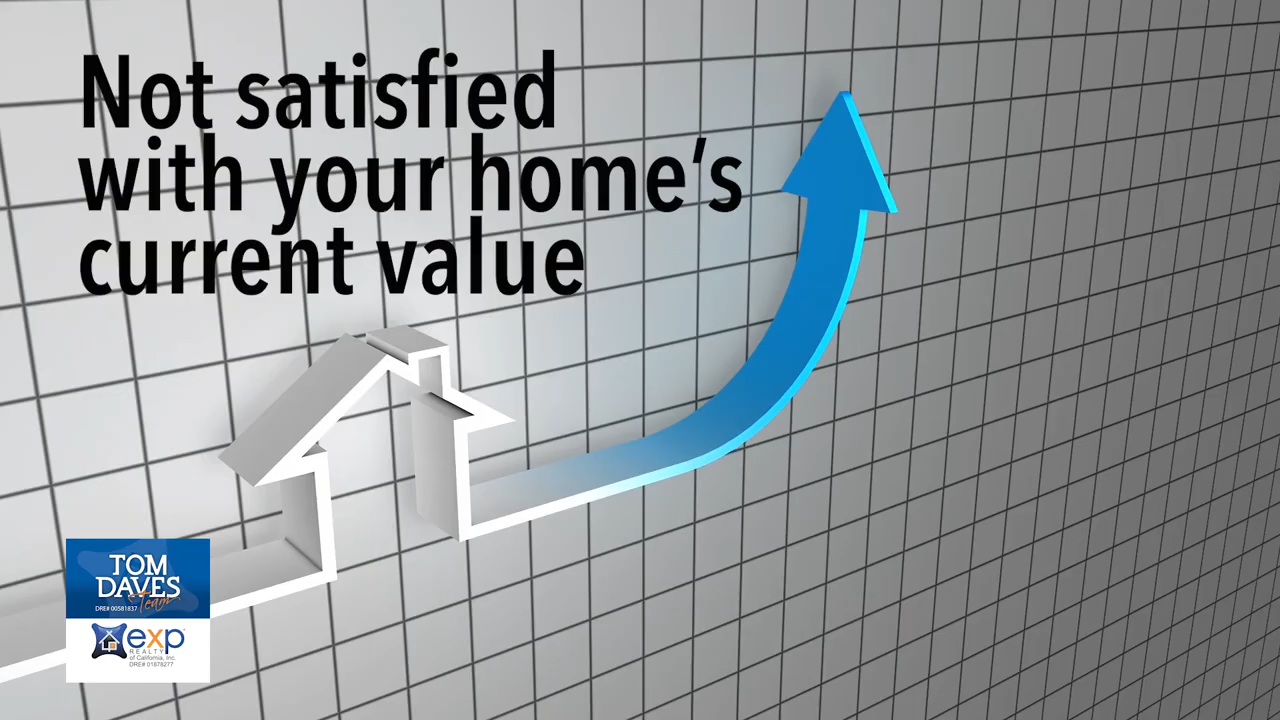 Not satisfied
with your home's
current value
TOM
DAVES
Team
DRE# 00581837
exp
REALTY
of California, Inc.
DRE# 01878277